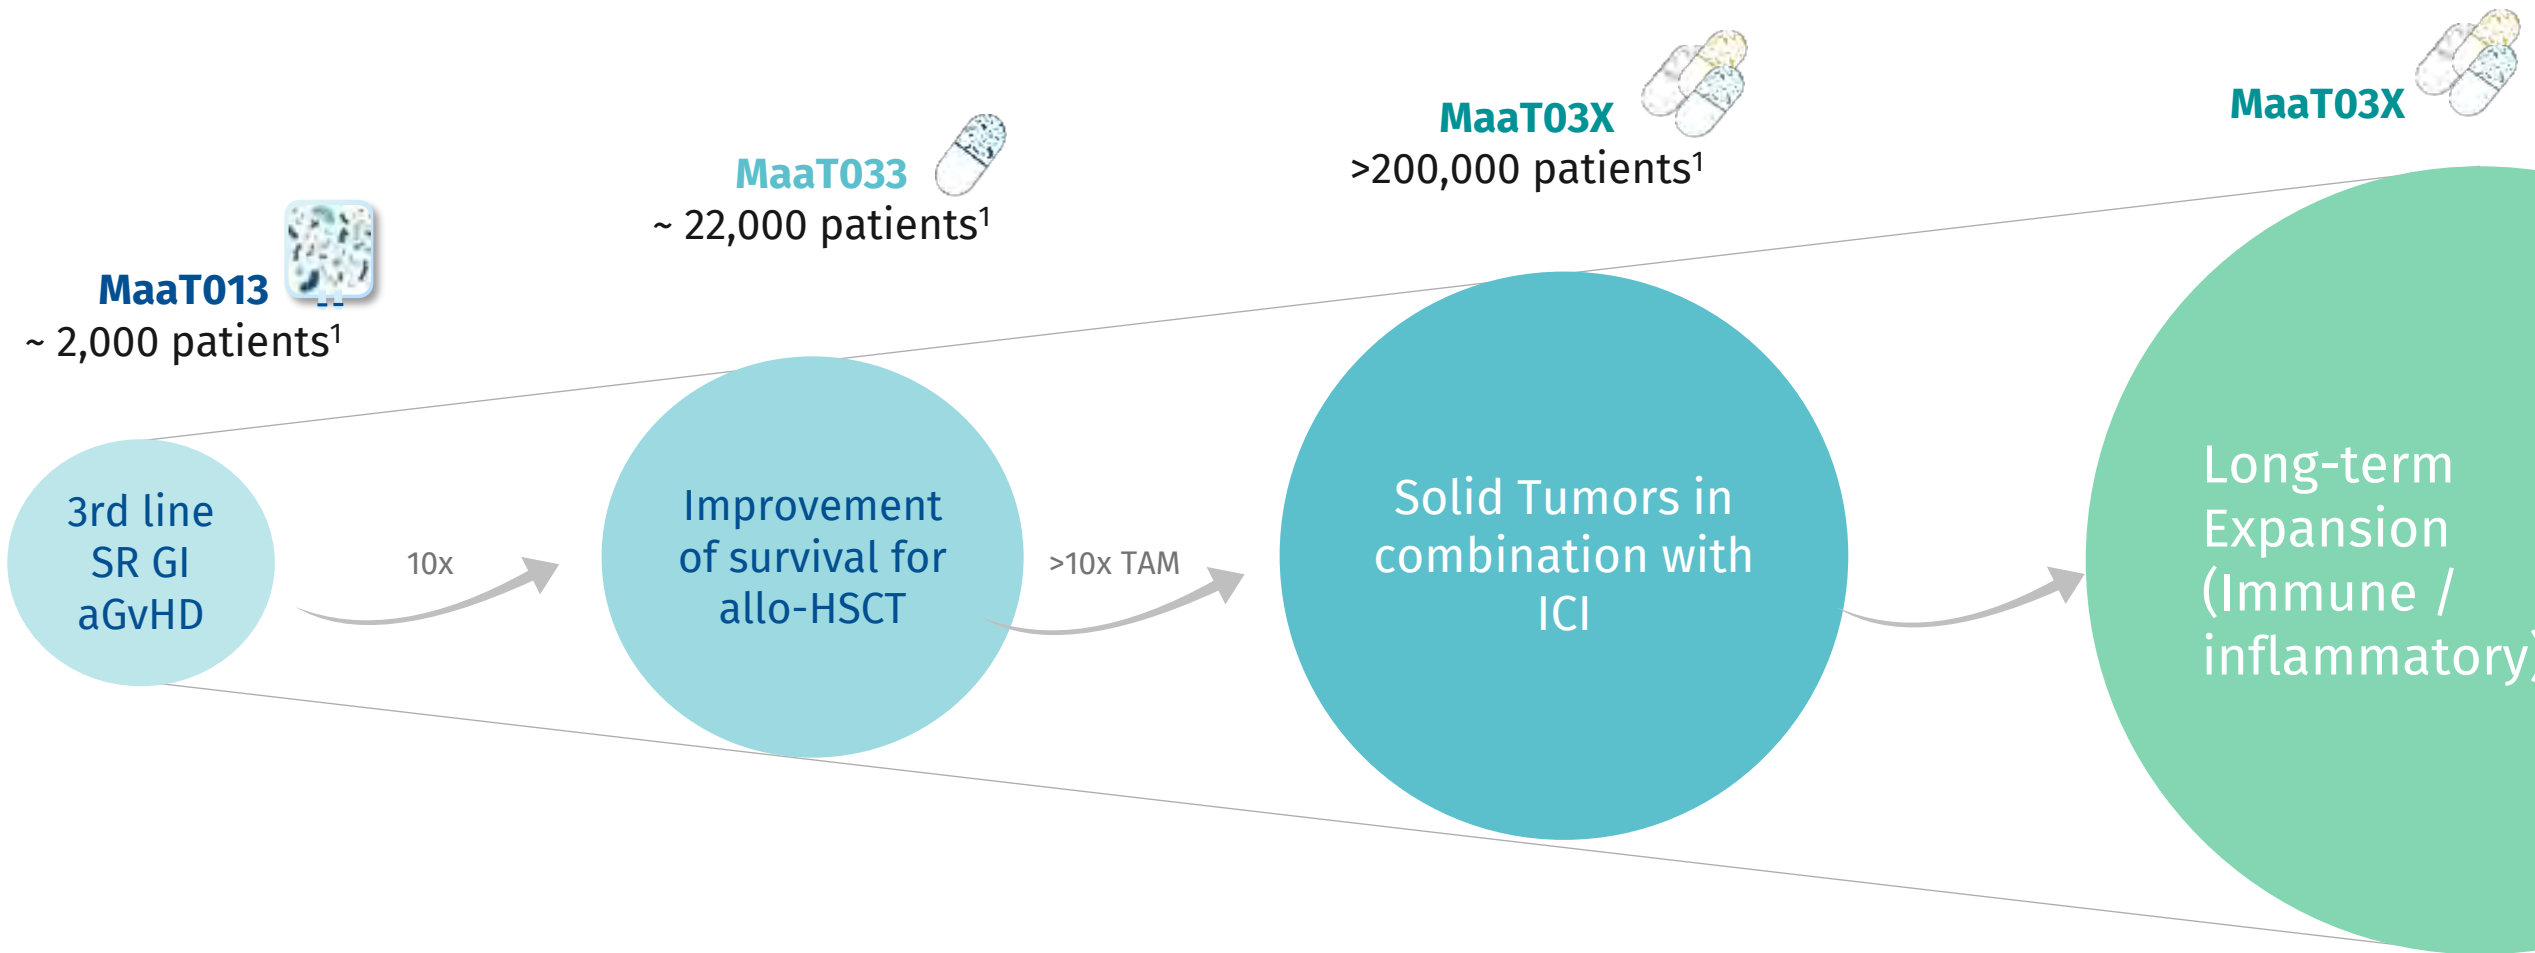 MaaT013
~ 2,000 patients¹
3rd line
SR GI
aGvHD
10x
MaaT033
~ 22,000 patients¹
Improvement
of survival for
allo-HSCT
>10x TAM
MaaT03X
>200,000 patients¹
Solid Tumors in
combination with
ICI
MaaT03X
Long-term
Expansion
(Immune /
inflammatory)